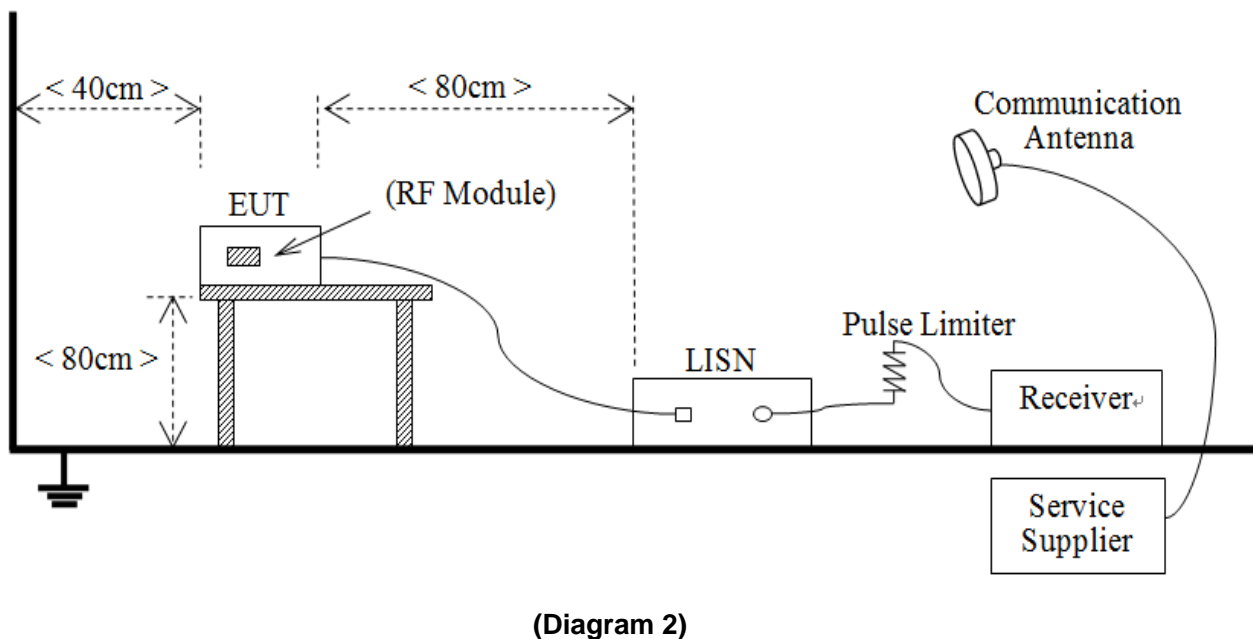 < 40cm >
< 80cm >
Communication
Antenna
(RF Module)
EUT
Pulse Limiter
< 80cm >
LISN
Receiver↵
Service
Supplier
(Diagram 2)